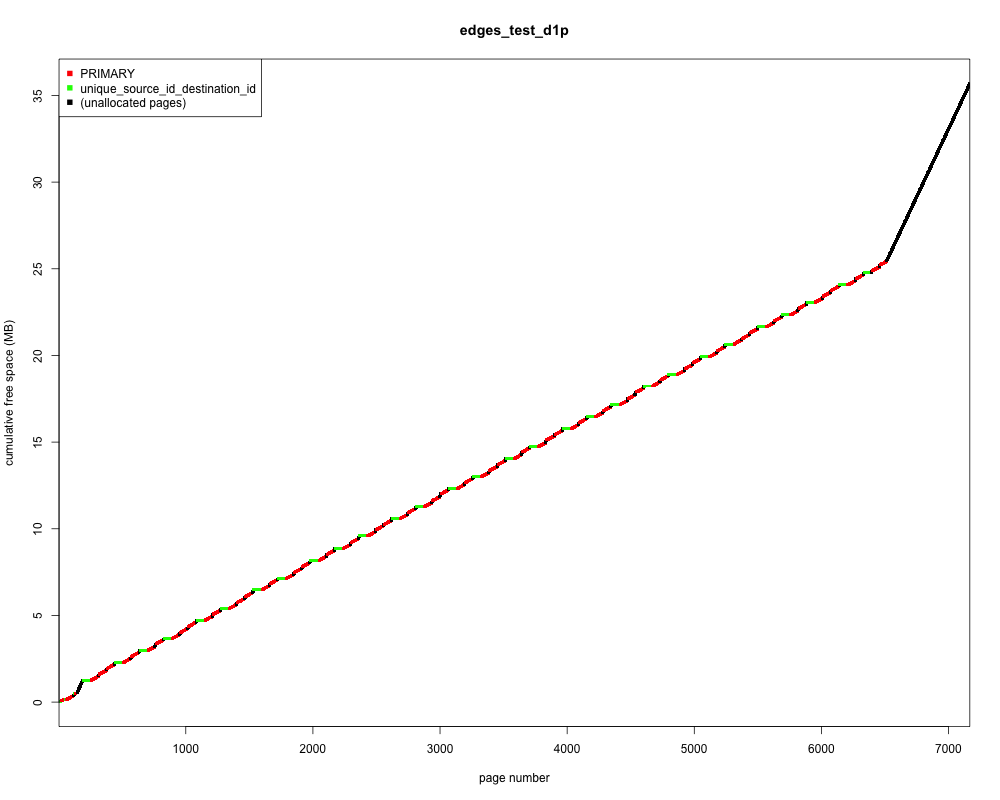 edges_test_d1p
PRIMARY
unique_source_id_destination_id
(unallocated pages)
cumulative free space (MB)
35
30
25
20
15
10
5
0
1000 2000 3000 4000 5000 6000 7000
page number